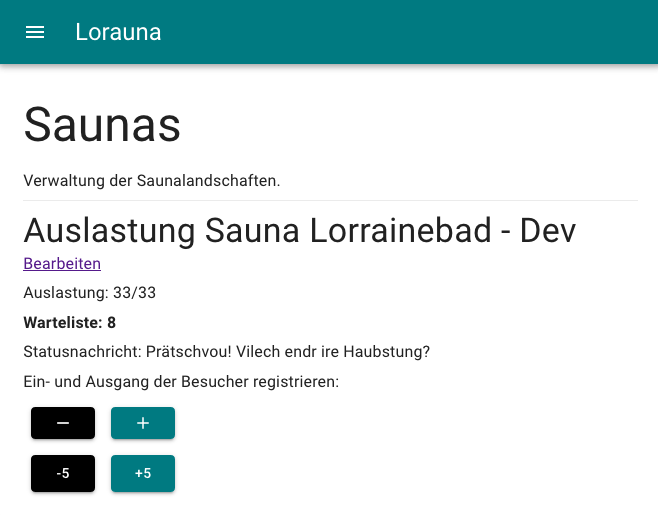 Lorauna
Saunas
Verwaltung der Saunalandschaften.
Auslastung Sauna Lorrainebad - Dev
Bearbeiten
Auslastung: 33/33
Warteliste: 8
Statusnachricht: Prätschvou! Vilech endr ire Haubstung?
Ein- und Ausgang der Besucher registrieren:
− +
-5 +5